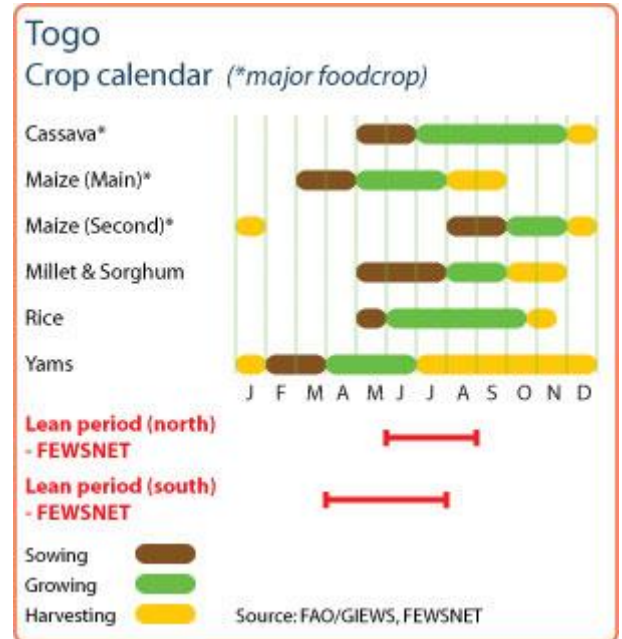 Togo
Crop calendar (*major foodcrop)
Cassava*
Maize (Main)*
Maize (Second)*
Millet & Sorghum
Rice
Yams
J F M A M J J A S O N D
Lean period (north)
- FEWSNET
Lean period (south)
- FEWSNET
Sowing
Growing
Harvesting Source: FAO/GIEWS, FEWSNET